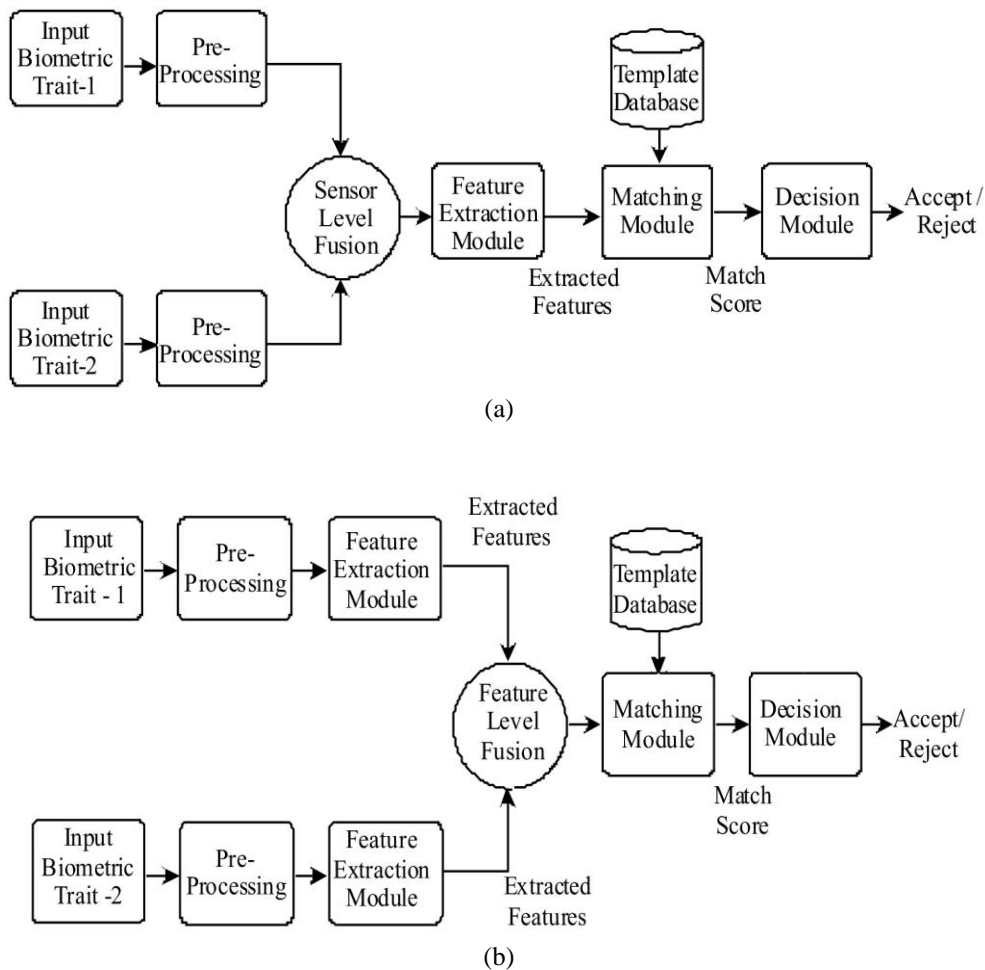 Input
Biometric
Trait-1
Pre-
Processing
Sensor
Level
Fusion
Input
Biometric
Trait-2
Pre-
Processing
Feature
Extraction
Module
Extracted
Features
Template
Database
Matching
Module
Match
Score
Decision
Module
Accept /
Reject
(a)
Input
Biometric
Trait - 1
Pre-
Processing
Feature
Extraction
Module
Extracted
Features
Input
Biometric
Trait -2
Pre-
Processing
Feature
Extraction
Module
Extracted
Features
Feature
Level
Fusion
Template
Database
Matching
Module
Match
Score
Decision
Module
Accept/
Reject
(b)